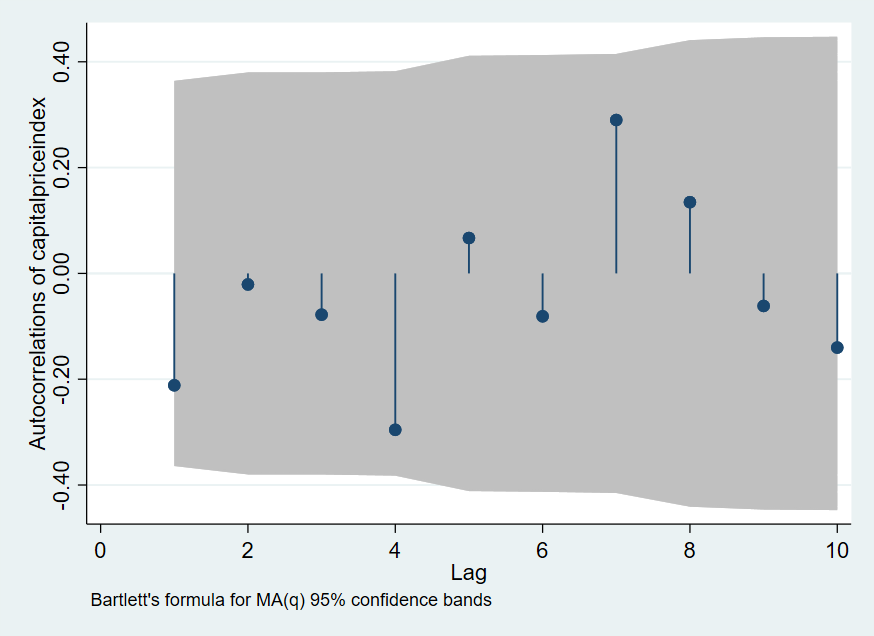 Autocorrelations of capitalpriceindex
0.40
0.20
0.00
-0.20
-0.40
0 2 4 6 8 10
Lag
Bartlett's formula for MA(q) 95% confidence bands